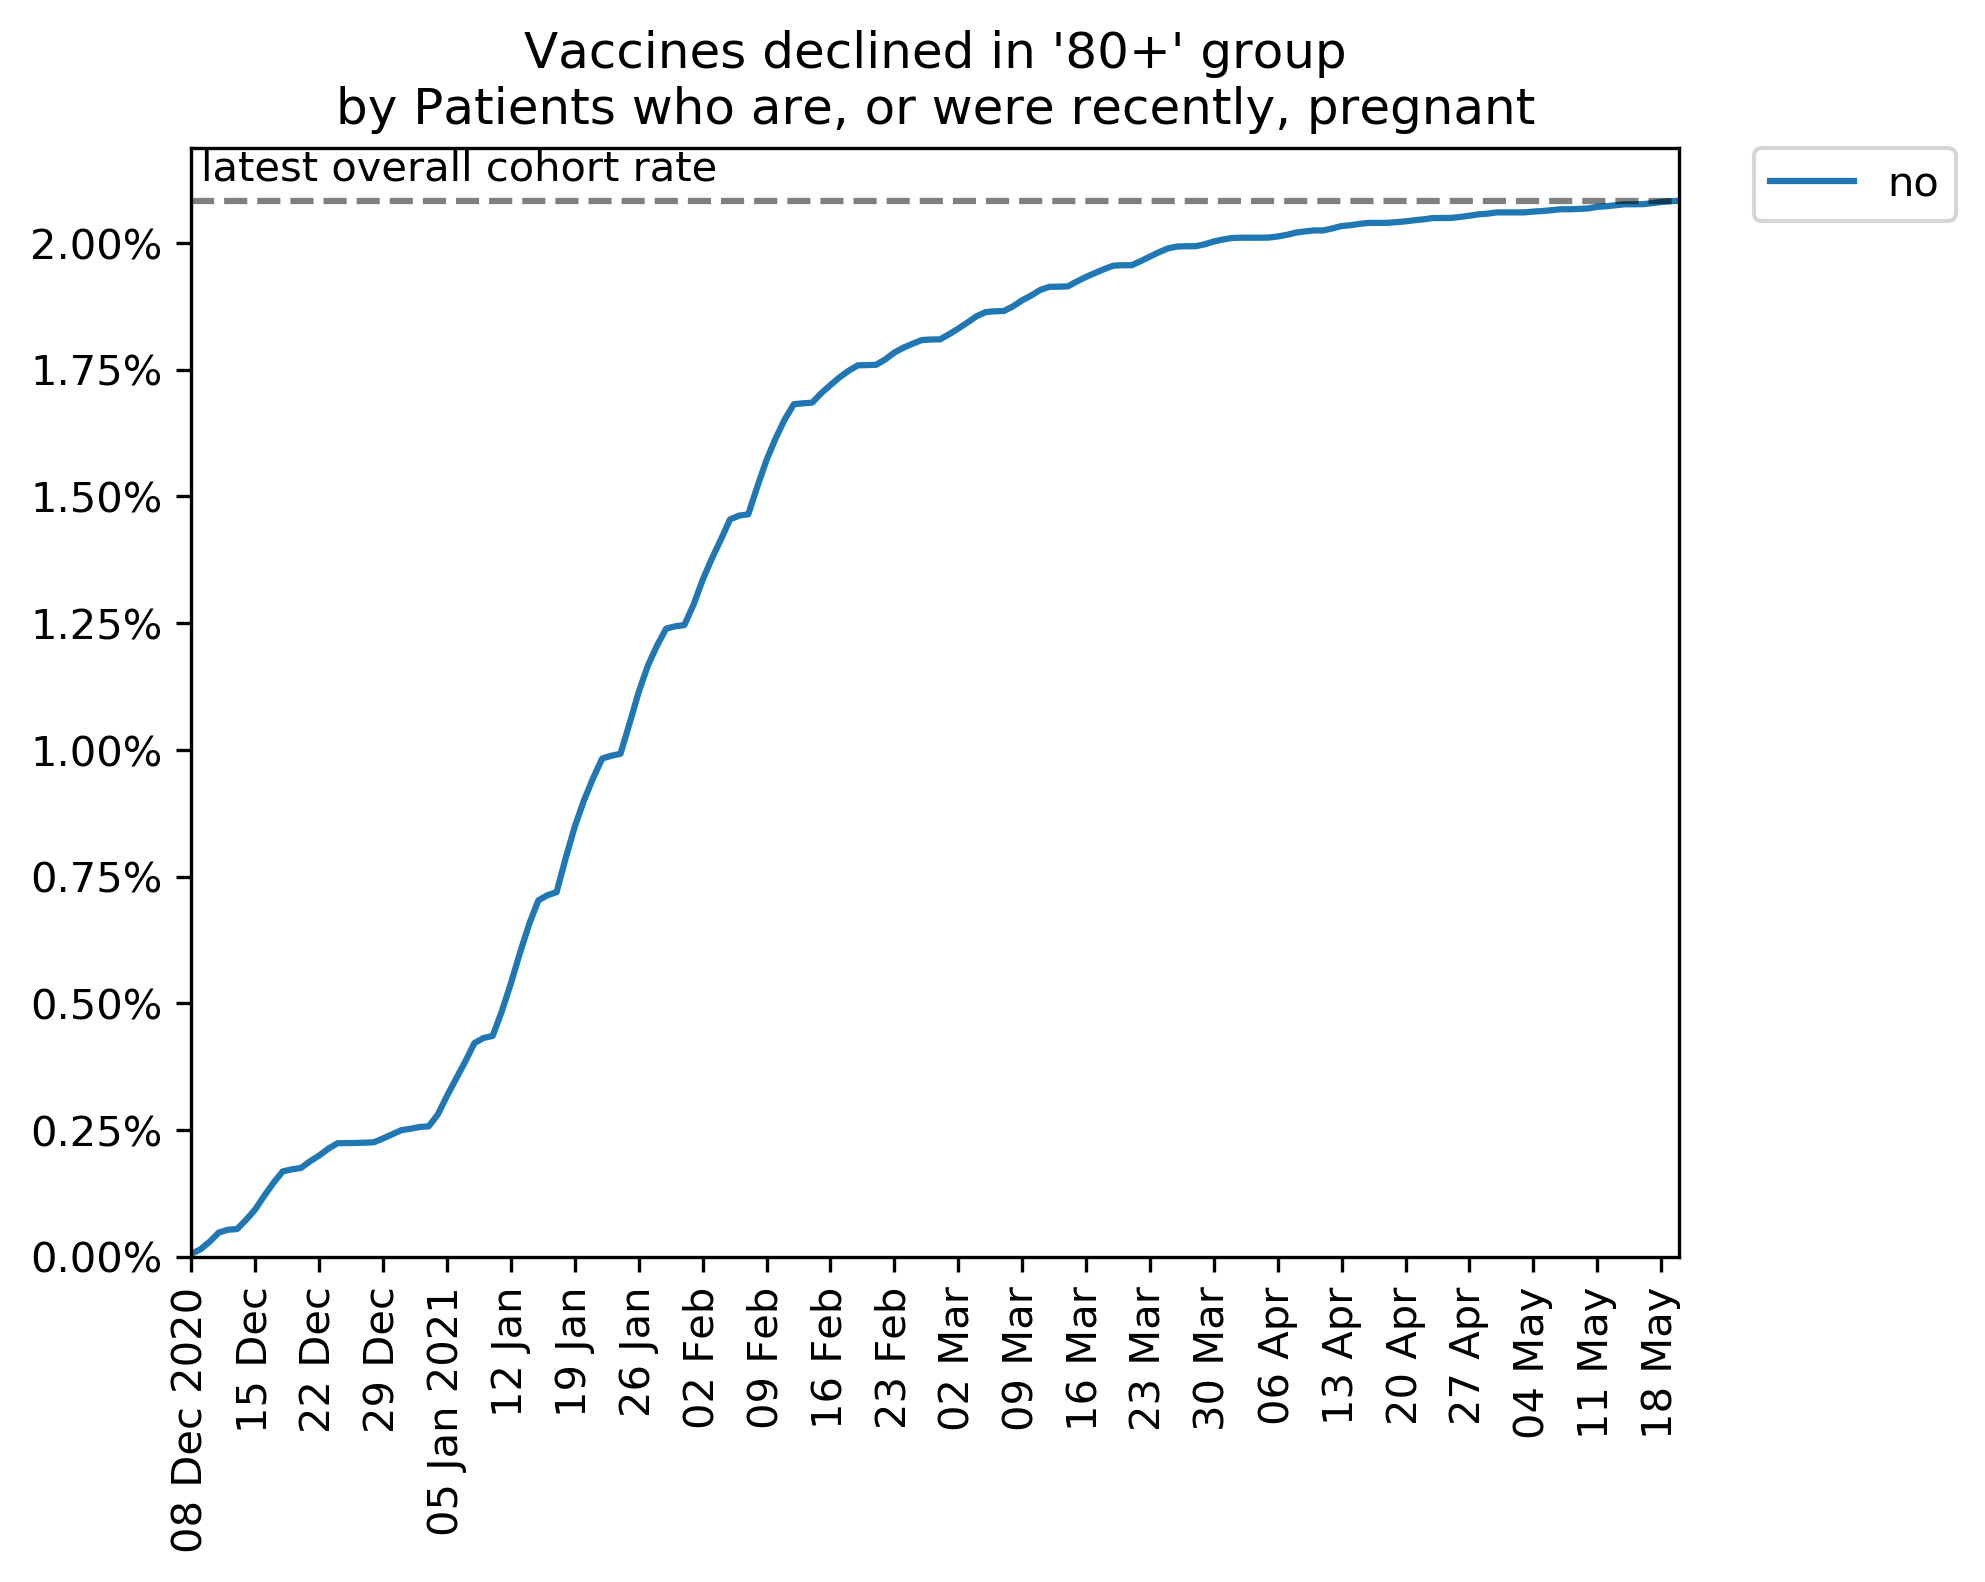 Vaccines declined in '80+' group
by Patients who are, or were recently, pregnant
latest overall cohort rate
no
2.00%
1.75%
1.50%
1.25%
1.00%
0.75%
0.50%
0.25%
0.00%
08 Dec 2020
15 Dec
22 Dec
29 Dec
05 Jan 2021
12 Jan
19 Jan
26 Jan
02 Feb
09 Feb
16 Feb
23 Feb
02 Mar
09 Mar
16 Mar
23 Mar
30 Mar
06 Apr
13 Apr
20 Apr
27 Apr
04 May
11 May
18 May